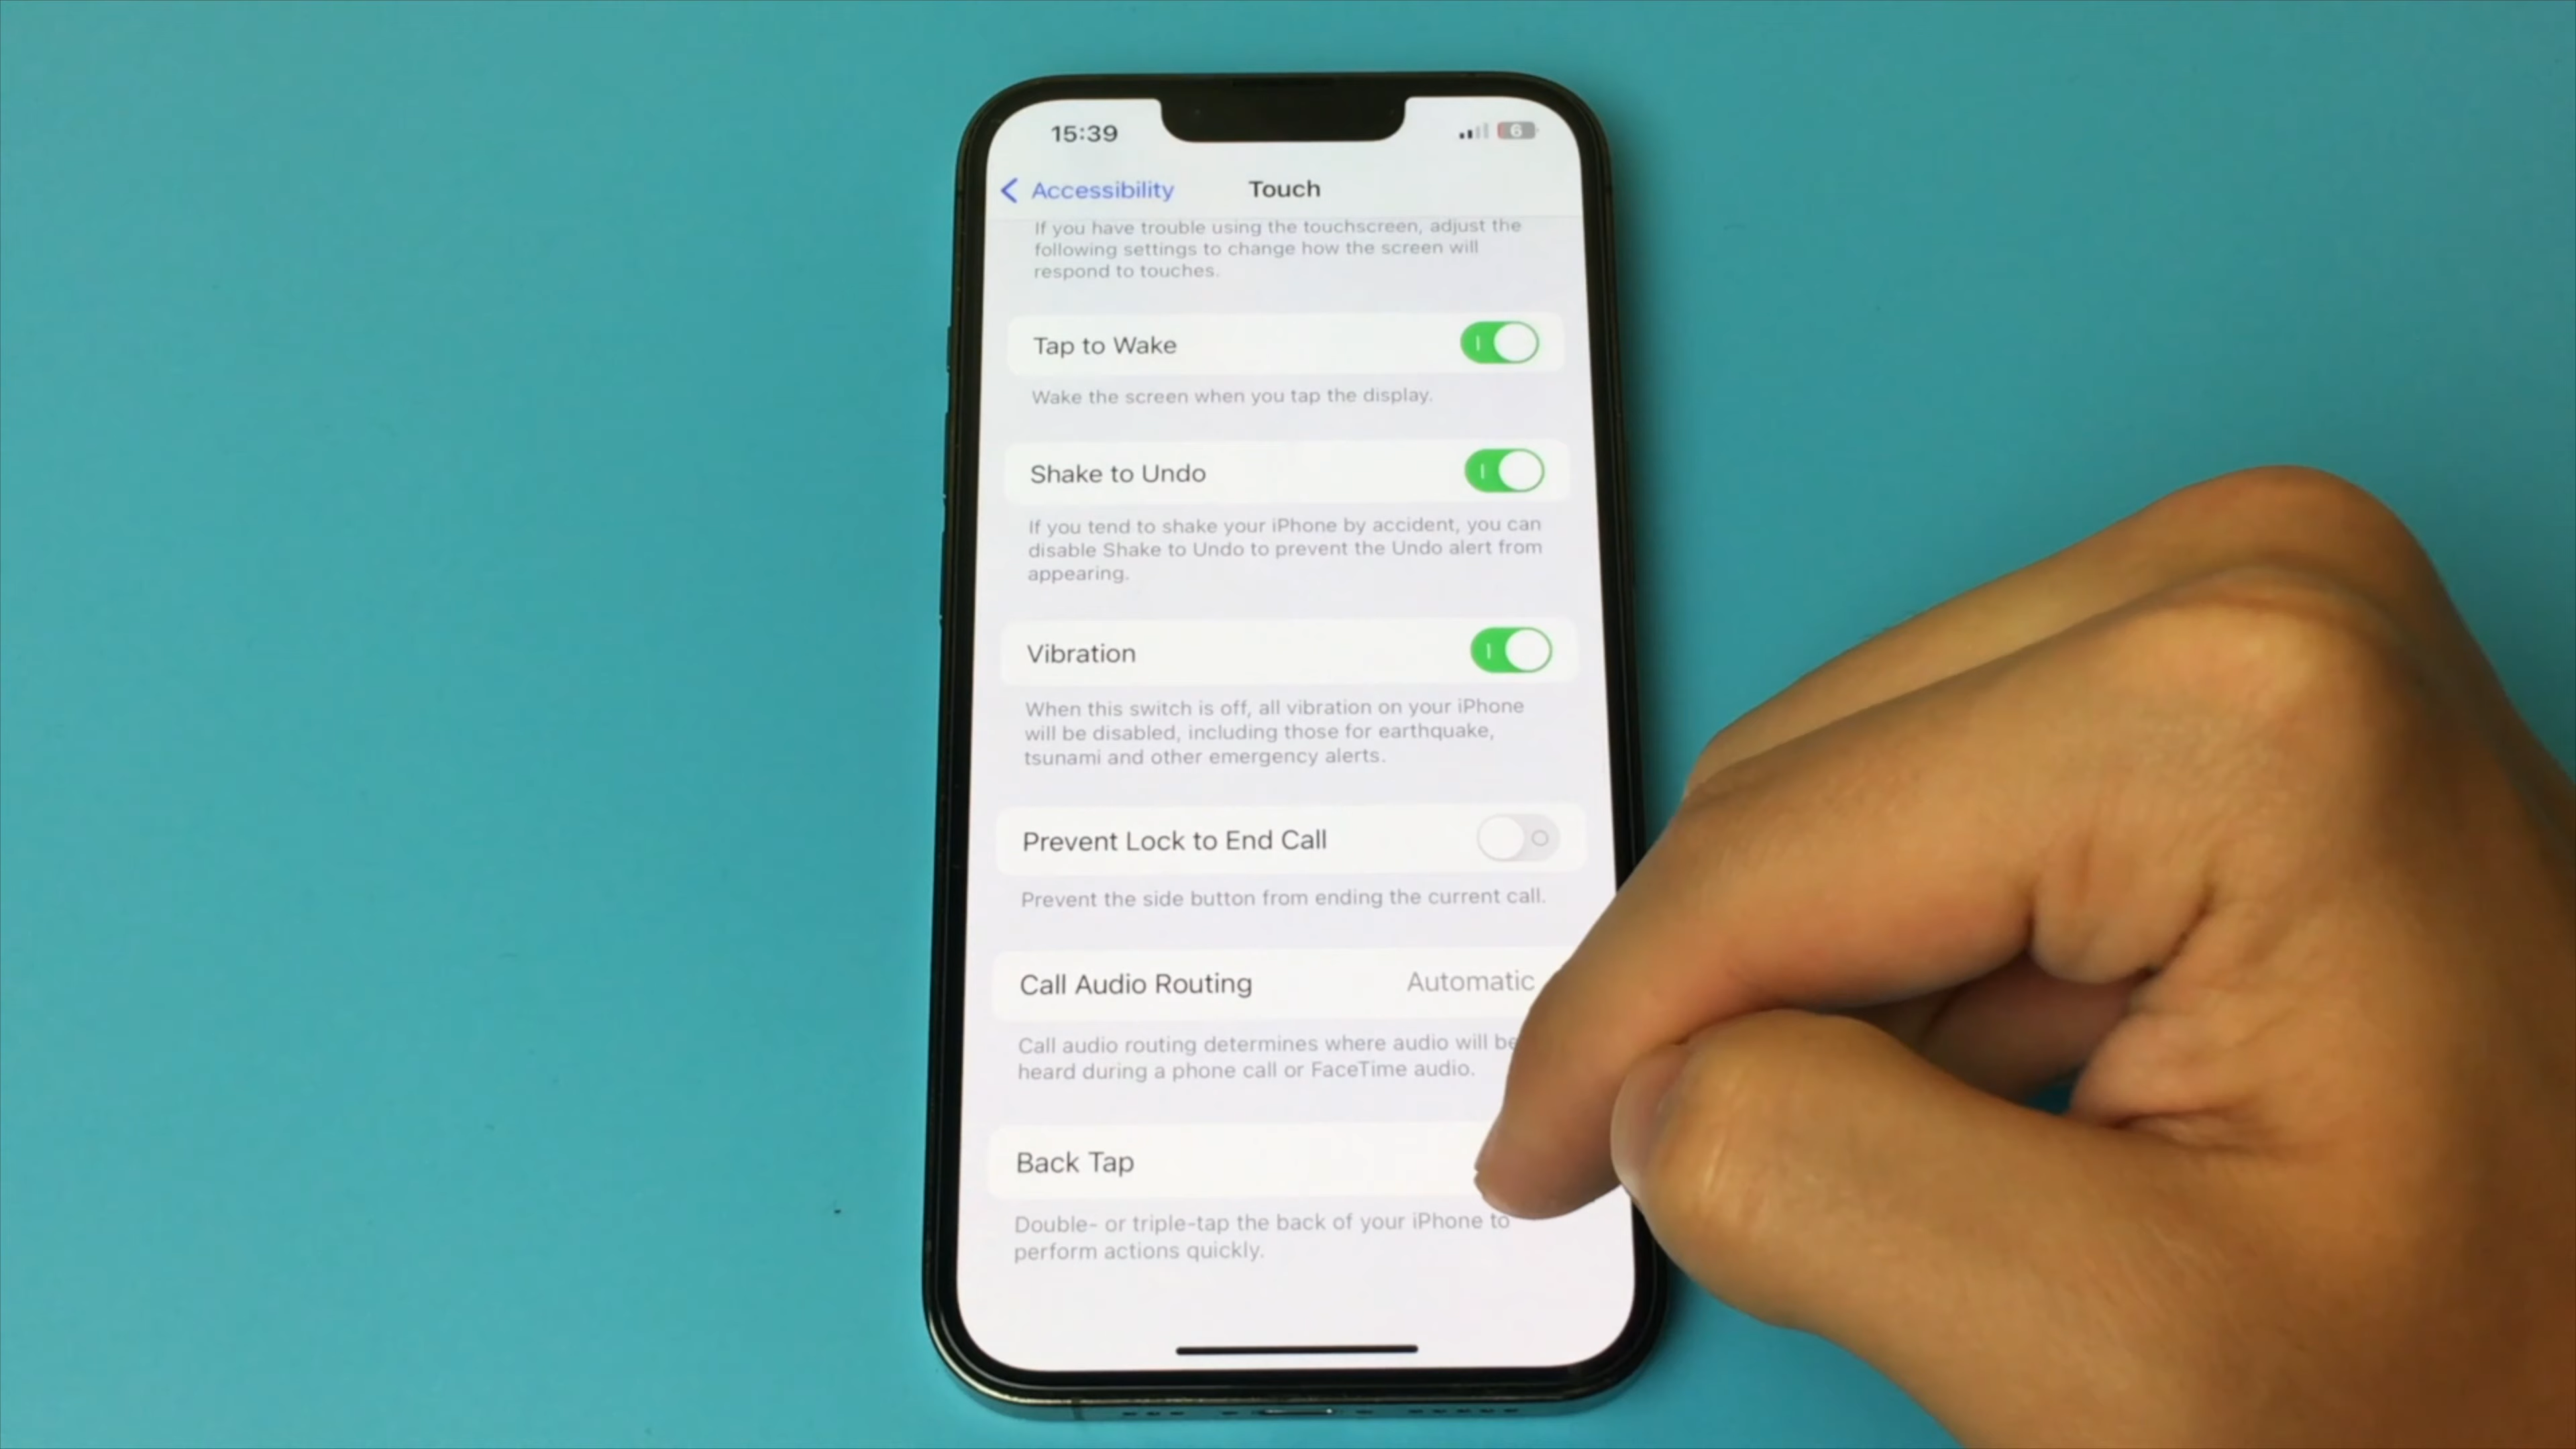 15:39
6
Accessibility
Touch
If you have trouble using the touchscreen, adjust the
following settings to change how the screen will
respond to touches.
Tap to Wake
Wake the screen when you tap the display.
Shake to Undo
If you tend to shake your iPhone by accident, you can
disable Shake to Undo to prevent the Undo alert from
appearing.
Vibration
When this switch is off, all vibration on your iPhone
will be disabled, including those for earthquake,
tsunami and other emergency alerts.
Prevent Lock to End Call
Prevent the side button from ending the current call.
Call Audio Routing
Automatic
Call audio routing determines where audio will be
heard during a phone call or FaceTime audio.
Back Tap
Double- or triple-tap the back of your iPhone to
perform actions quickly.